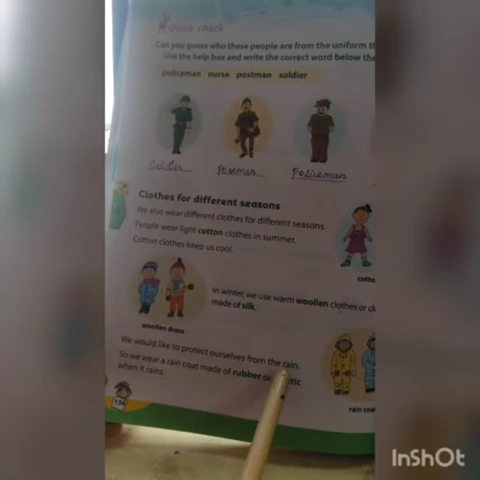 Quick check
Can you guess who these people are from the uniform
Use the help box and write the correct word below the
policeman nurse postman soldier
Soldier Postman Policeman
Clothes for different seasons
We also wear different clothes for different seasons.
People wear light cotton clothes in summer.
Cotton clothes keep us cool.
cotto
In winter, we use warm woollen clothes or cl
made of silk.
woollen dress
We would like to protect ourselves from the rain.
So we wear a rain coat made of rubber or
when it rains.
rain coat
134
InShOt